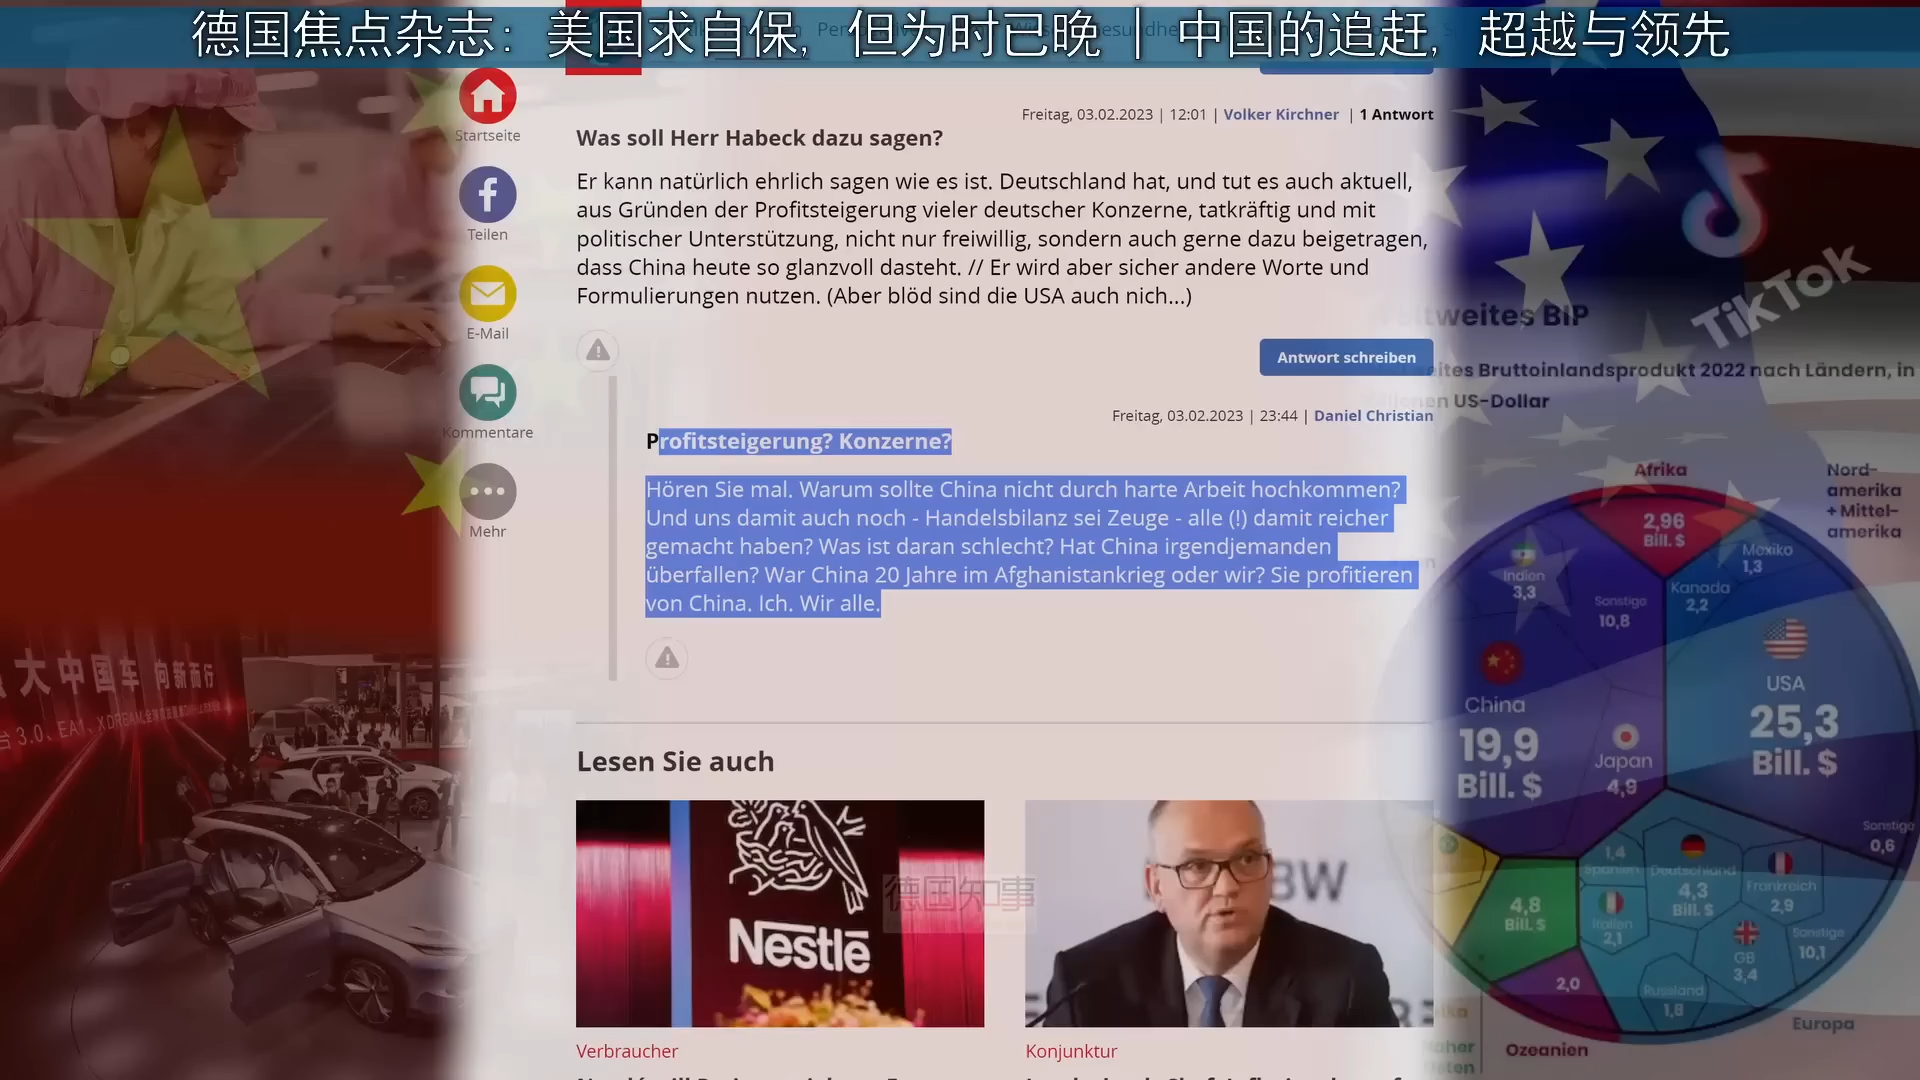 德国焦点杂志：美国求自保，但为时已晚 | 中国的追赶，超越与领先
Startseite
Teilen
E-Mail
Kommentare
Mehr
Freitag, 03.02.2023 | 12:01 | Volker Kirchner | 1 Antwort
Was soll Herr Habeck dazu sagen?
Er kann natürlich ehrlich sagen wie es ist. Deutschland hat, und tut es auch aktuell,
aus Gründen der Profitsteigerung vieler deutscher Konzerne, tatkräftig und mit
politischer Unterstützung, nicht nur freiwillig, sondern auch gerne dazu beigetragen,
dass China heute so glanzvoll dasteht. // Er wird aber sicher andere Worte und
Formulierungen nutzen. (Aber blöd sind die USA auch nich...)
Antwort schreiben
Freitag, 03.02.2023 | 23:44 | Daniel Christian
Profitsteigerung? Konzerne?
Hören Sie mal. Warum sollte China nicht durch harte Arbeit hochkommen?
Und uns damit auch noch - Handelsbilanz sei Zeuge - alle (!) damit reicher
gemacht haben? Was ist daran schlecht? Hat China irgendjemanden
überfallen? War China 20 Jahre im Afghanistankrieg oder wir? Sie profitieren
von China. Ich. Wir alle.
Lesen Sie auch
Nestlé
德国知事
BW
Verbraucher
Konjunktur
大中国车 向新而行
3.0, EA1, X DREAM
TikTok
tweites BIP
Bruttoinlandsprodukt 2022 nach Ländern, in
US-Dollar
Afrika
2,96
Bill. $
Nord-
amerika
+ Mittel-
amerika
Mexiko
1,3
Kanada
2,2
Indien
3,3
Sonstige
10,8
USA
25,3
Bill. $
China
19,9
Bill. $
Japan
4,9
Sonstige
0,6
1,4
Spanien
Deutschland
4,3
Bill. $
Frankreich
2,9
4,8
Bill. $
Italien
2,1
GB
3,4
Sonstige
10,1
2,0
Russland
1,8
Europa
Ozeanien